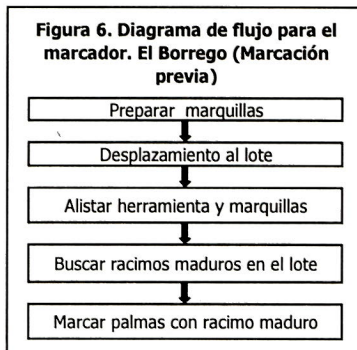 Figura 6. Diagrama de flujo para el
marcador. El Borrego (Marcación
previa)
Preparar marquillas
Desplazamiento al lote
Alistar herramienta y marquillas
Buscar racimos maduros en el lote
Marcar palmas con racimo maduro